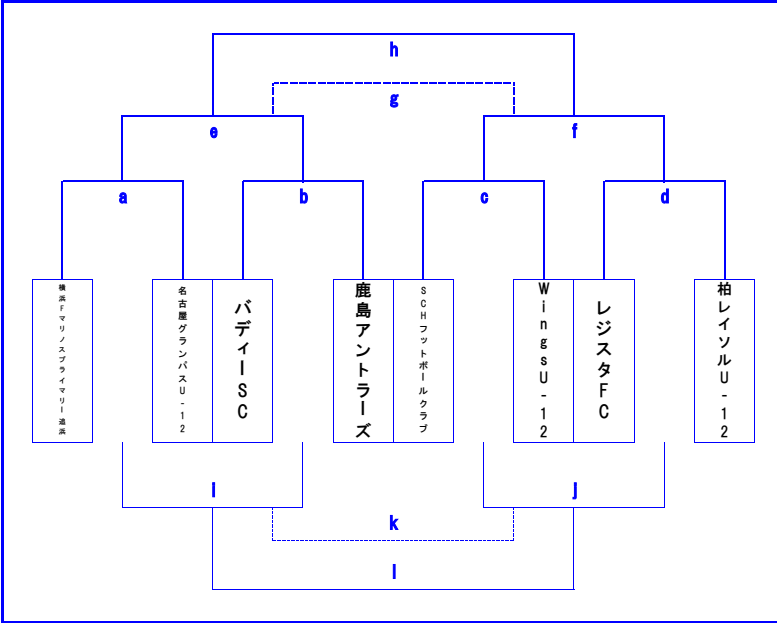 h
g
e
f
a
b
c
d
横浜Fマリノスプライマリー追浜
名古屋グランパスU-12
バディーSC
鹿島アントラーズ
SCHフットボールクラブ
WingsU-12
レジスタFC
柏レイソルU-12
i
j
k
l